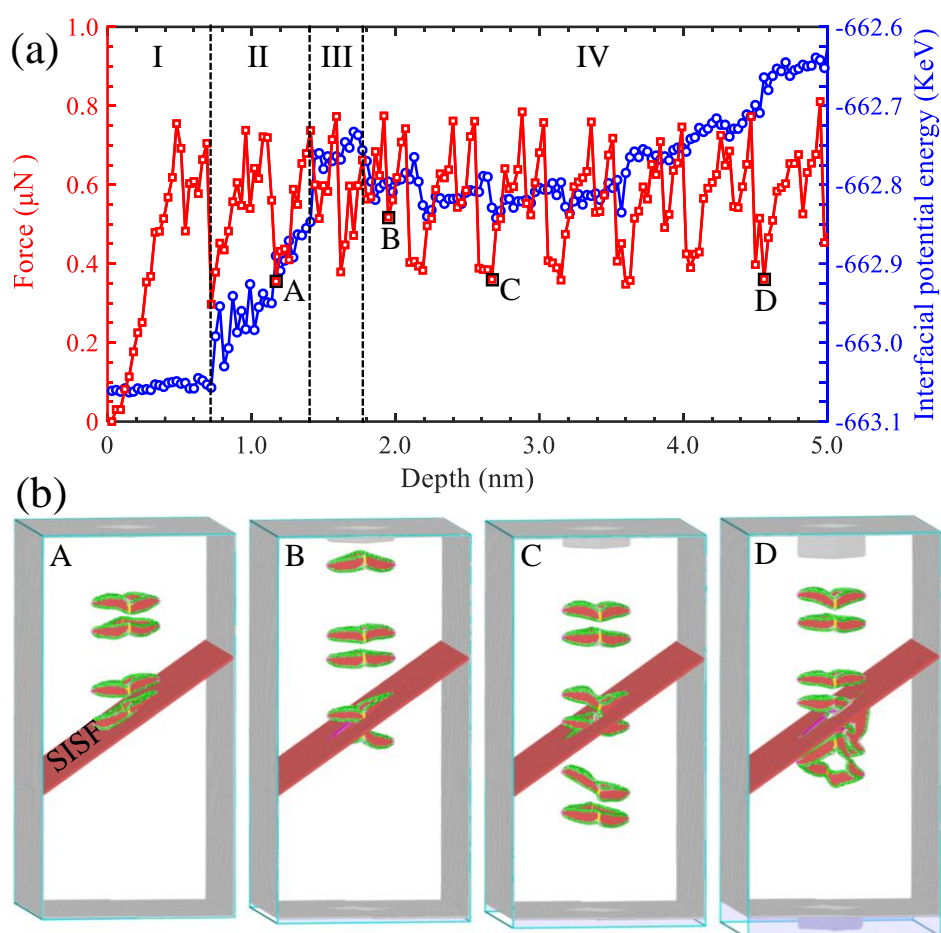 (a)
I II III IV
1.0
0.8
0.6
0.4
0.2
0
Force (μN)
-662.6
-662.7
-662.8
-662.9
-663.0
-663.1
Interfacial potential energy (KeV)
A
B
C
D
1.0 2.0 3.0 4.0 5.0
Depth (nm)
(b)
A
B
C
D
SISF